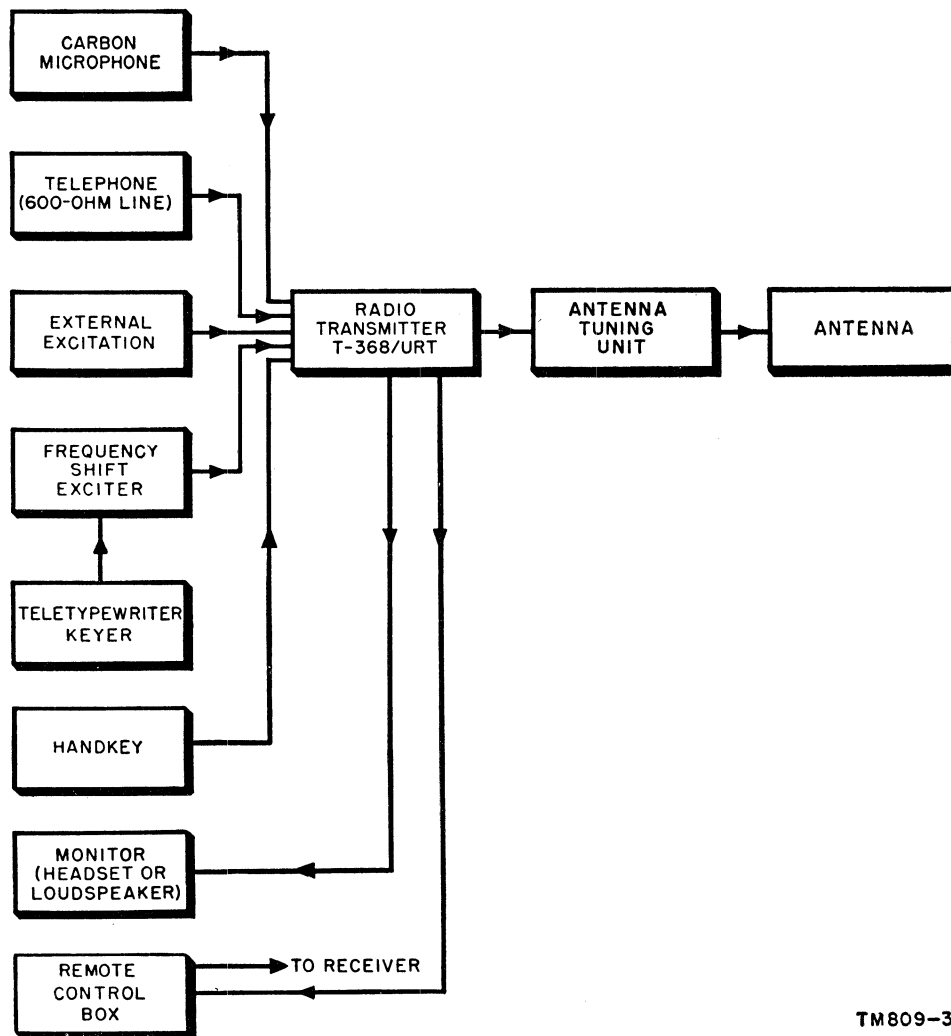 CARBON
MICROPHONE
TELEPHONE
(600-OHM LINE)
EXTERNAL
EXCITATION
FREQUENCY
SHIFT
EXCITER
TELETYPEWRITER
KEYER
HANDKEY
MONITOR
(HEADSET OR
LOUDSPEAKER)
REMOTE
CONTROL
BOX
TO RECEIVER
RADIO
TRANSMITTER
T-368/URT
ANTENNA
TUNING
UNIT
ANTENNA
TM809-3